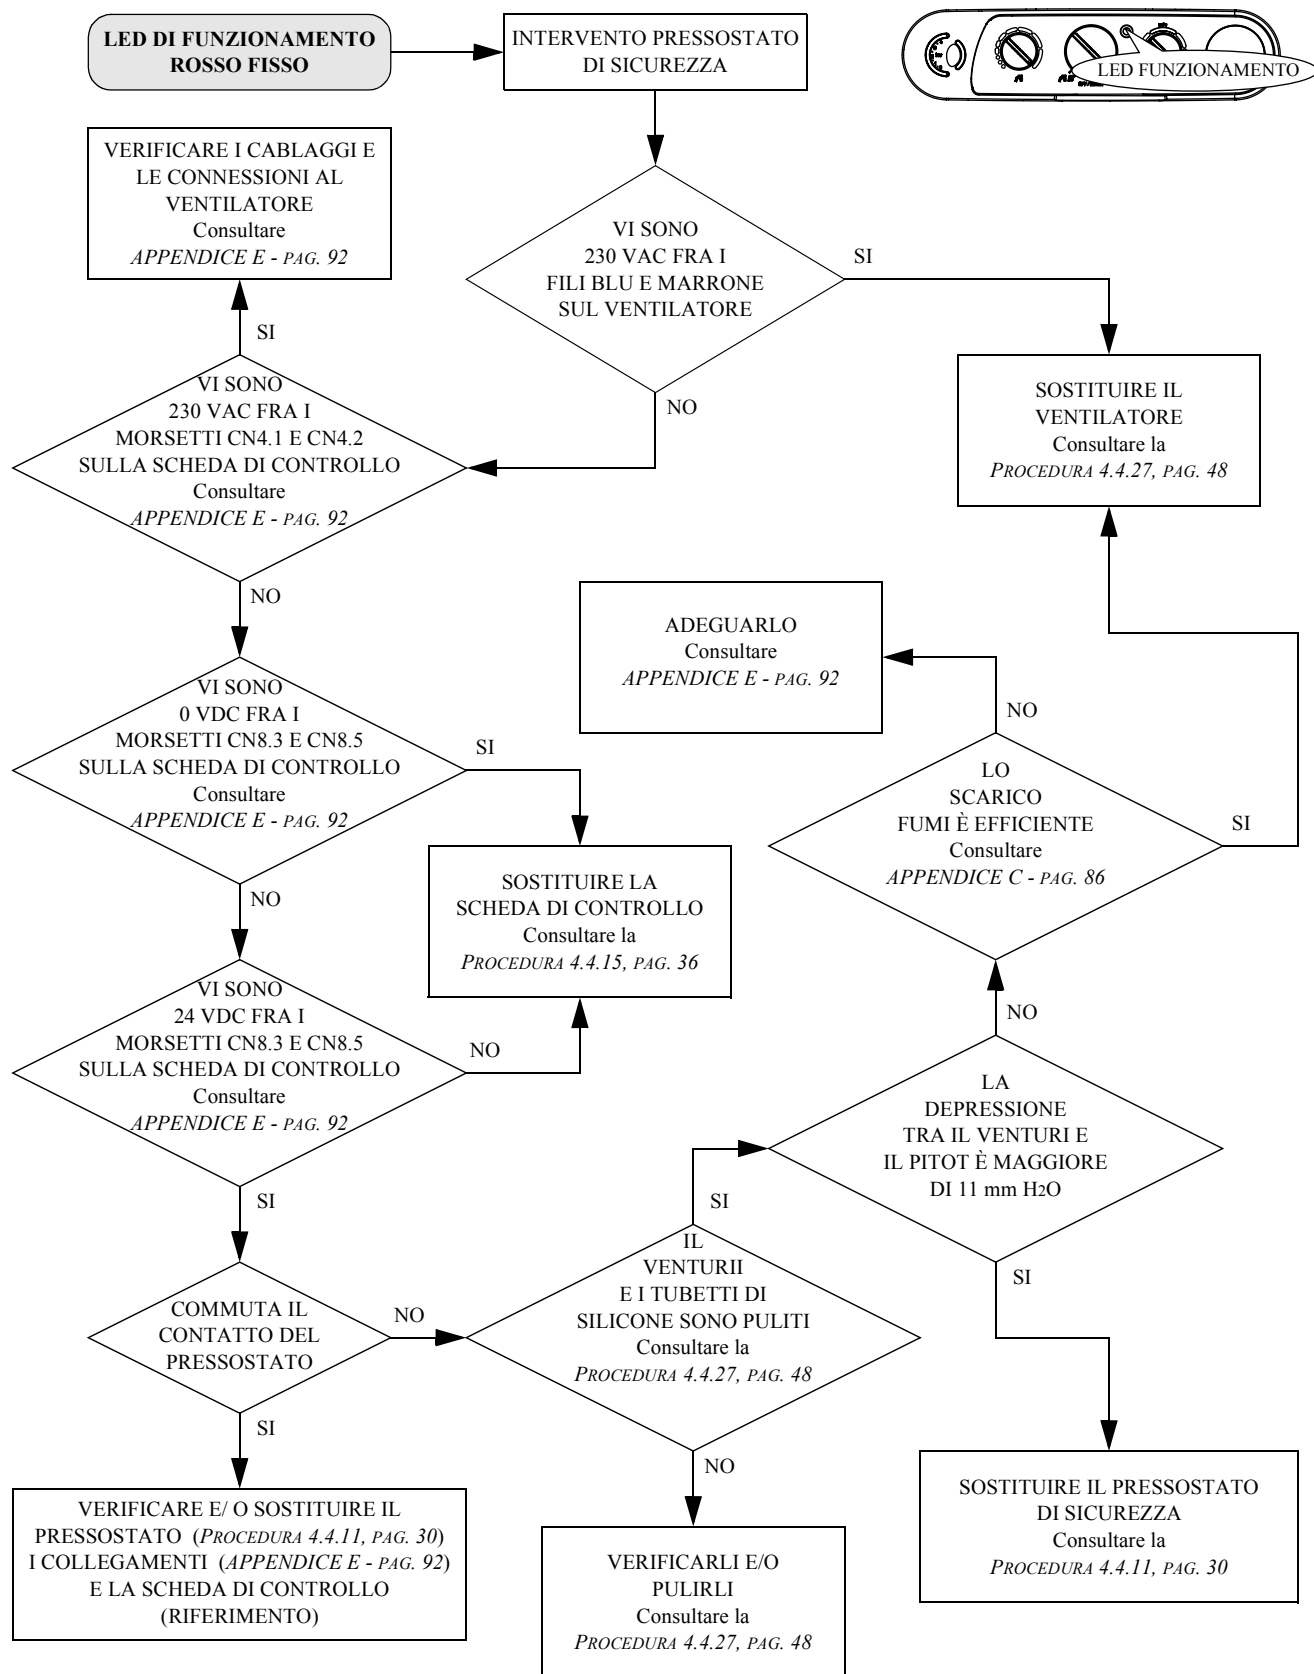 LED DI FUNZIONAMENTO
ROSSO FISSO
INTERVENTO PRESSOSTATO
DI SICUREZZA
LED FUNZIONAMENTO
VERIFICARE I CABLAGGI E
LE CONNESSIONI AL
VENTILATORE
Consultare
APPENDICE E - PAG. 92
VI SONO
230 VAC FRA I
FILI BLU E MARRONE
SUL VENTILATORE
SI
NO
SI
VI SONO
230 VAC FRA I
MORSETTI CN4.1 E CN4.2
SULLA SCHEDA DI CONTROLLO
Consultare
APPENDICE E - PAG. 92
SOSTITUIRE IL
VENTILATORE
Consultare la
PROCEDURA 4.4.27, PAG. 48
NO
ADEGUARLO
Consultare
APPENDICE E - PAG. 92
VI SONO
0 VDC FRA I
MORSETTI CN8.3 E CN8.5
SULLA SCHEDA DI CONTROLLO
Consultare
APPENDICE E - PAG. 92
SI
NO
NO
LO
SCARICO
FUMI È EFFICIENTE
Consultare
APPENDICE C - PAG. 86
SI
NO
SOSTITUIRE LA
SCHEDA DI CONTROLLO
Consultare la
PROCEDURA 4.4.15, PAG. 36
VI SONO
24 VDC FRA I
MORSETTI CN8.3 E CN8.5
SULLA SCHEDA DI CONTROLLO
Consultare
APPENDICE E - PAG. 92
NO
SI
LA
DEPRESSIONE
TRA IL VENTURI E
IL PITOT È MAGGIORE
DI 11 mm H2O
SI
SI
COMMUTA IL
CONTATTO DEL
PRESSOSTATO
NO
SI
IL
VENTURII
E I TUBETTI DI
SILICONE SONO PULITI
Consultare la
PROCEDURA 4.4.27, PAG. 48
NO
VERIFICARE E/ O SOSTITUIRE IL
PRESSOSTATO (PROCEDURA 4.4.11, PAG. 30)
I COLLEGAMENTI (APPENDICE E - PAG. 92)
E LA SCHEDA DI CONTROLLO
(RIFERIMENTO)
VERIFICARLI E/O
PULIRLI
Consultare la
PROCEDURA 4.4.27, PAG. 48
SOSTITUIRE IL PRESSOSTATO
DI SICUREZZA
Consultare la
PROCEDURA 4.4.11, PAG. 30